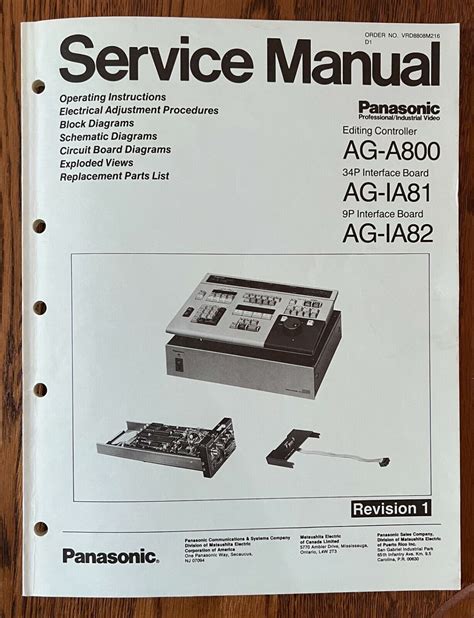 ORDER NO. VRD8808M216
D1
Service Manual
Operating Instructions
Electrical Adjustment Procedures
Block Diagrams
Schematic Diagrams
Circuit Board Diagrams
Exploded Views
Replacement Parts List
Panasonic
Professional/Industrial Video
Editing Controller
AG-A800
34P Interface Board
AG-IA81
9P Interface Board
AG-IA82
Revision 1
Panasonic®
Panasonic Communications & Systems Company
Division of Matsushita Electric
Corporation of America
One Panasonic Way, Secaucus,
NJ 07094
Matsushita Electric
of Canada Limited
5770 Ambler Drive, Mississauga,
Ontario, L4W 2T3
Panasonic Sales Company,
Division of Matsushita Electric
of Puerto Rico Inc.
San Gabriel Industrial Park
65th Infantry Ave. Km. 9.5
Carolina, P.R. 00630